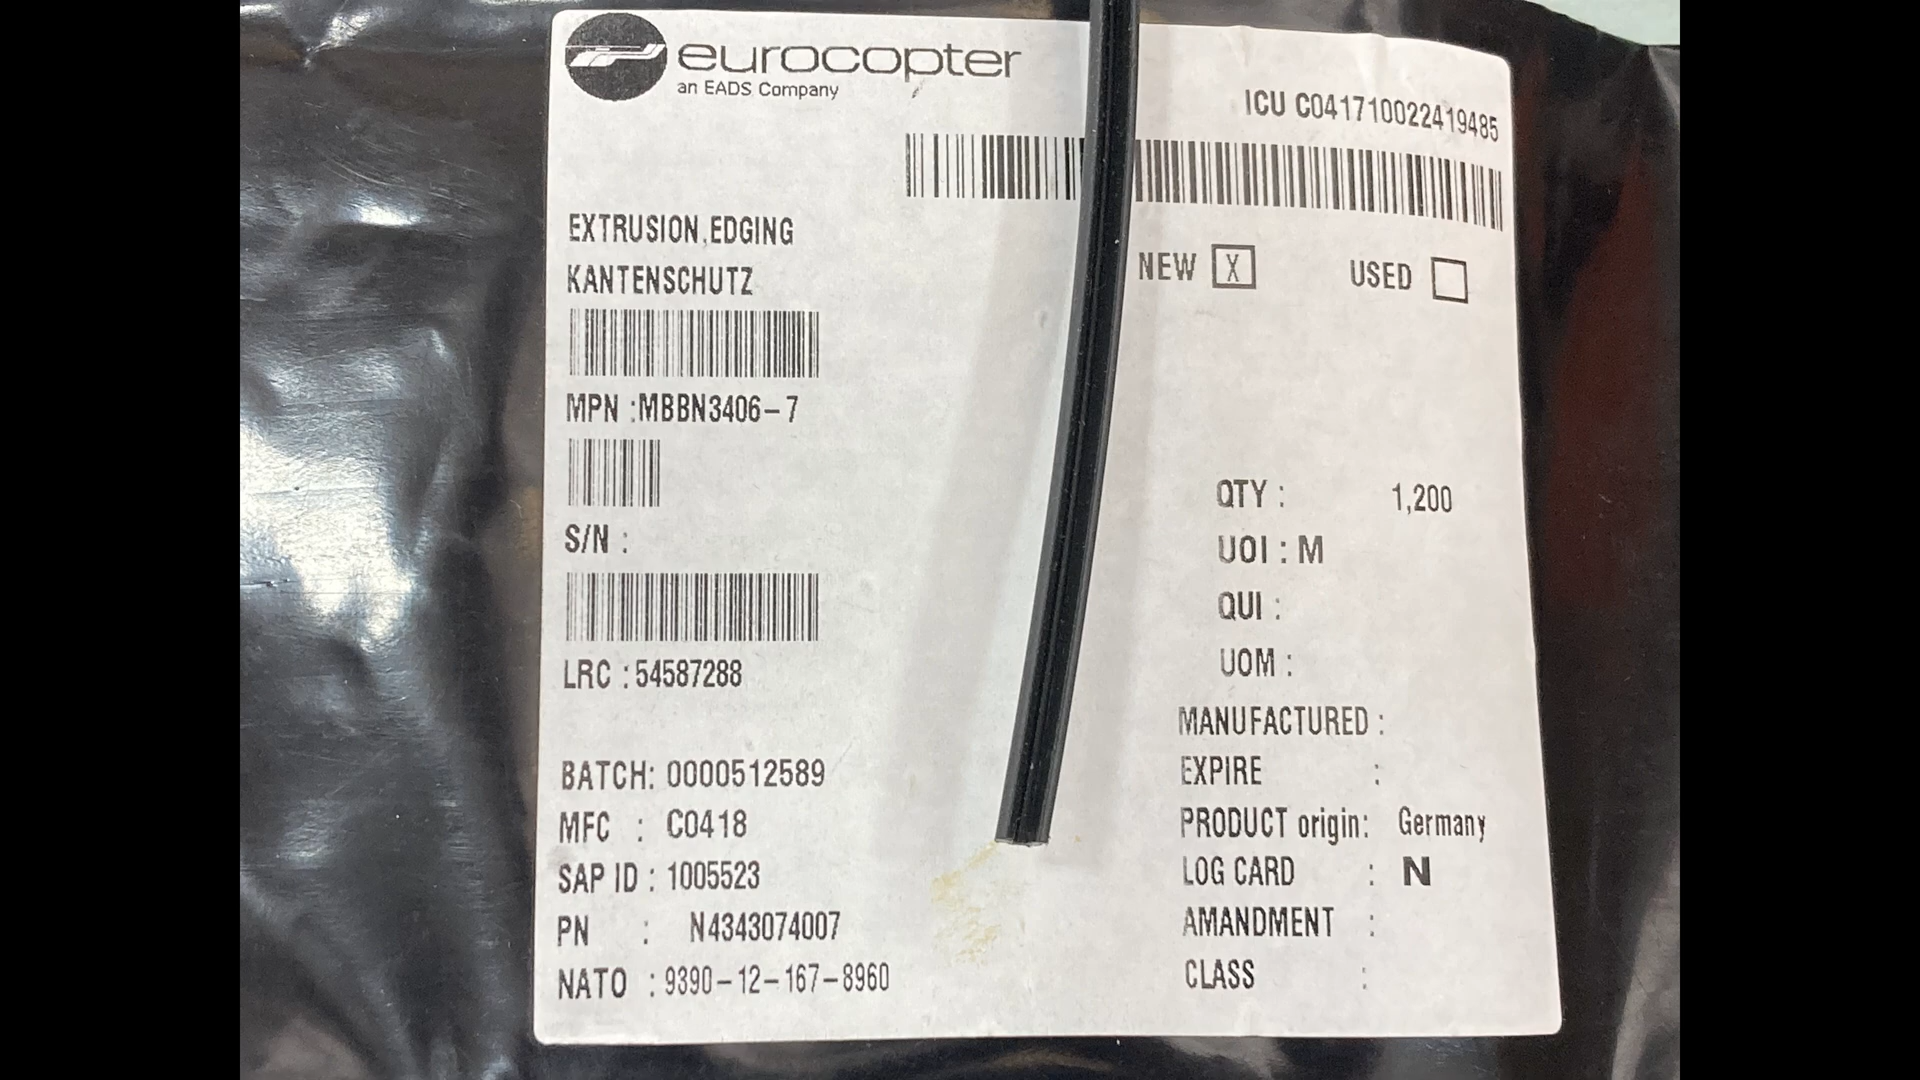 eurocopter
an EADS Company
ICU C041710022419485
EXTRUSION,EDGING
KANTENSCHUTZ
NEW X USED
MPN :MBBN3406-7
S/N :
LRC :54587288
QTY : 1,200
UOI : M
QUI :
UOM :
BATCH: 0000512589
MFC : C0418
SAP ID : 1005523
PN : N4343074007
NATO : 9390-12-167-8960
MANUFACTURED :
EXPIRE :
PRODUCT origin: Germany
LOG CARD : N
AMANDMENT :
CLASS :